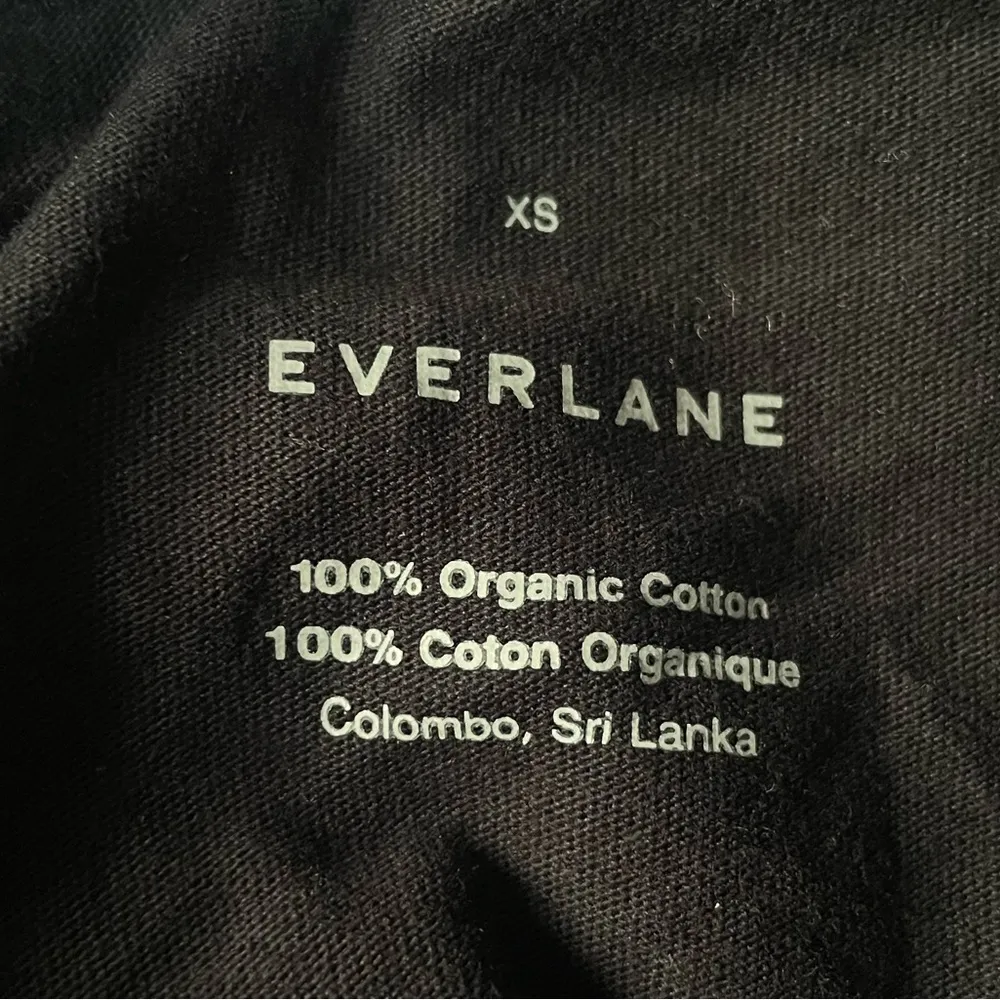 XS
EVERLANE
100% Organic Cotton
100% Coton Organique
Colombo, Sri Lanka